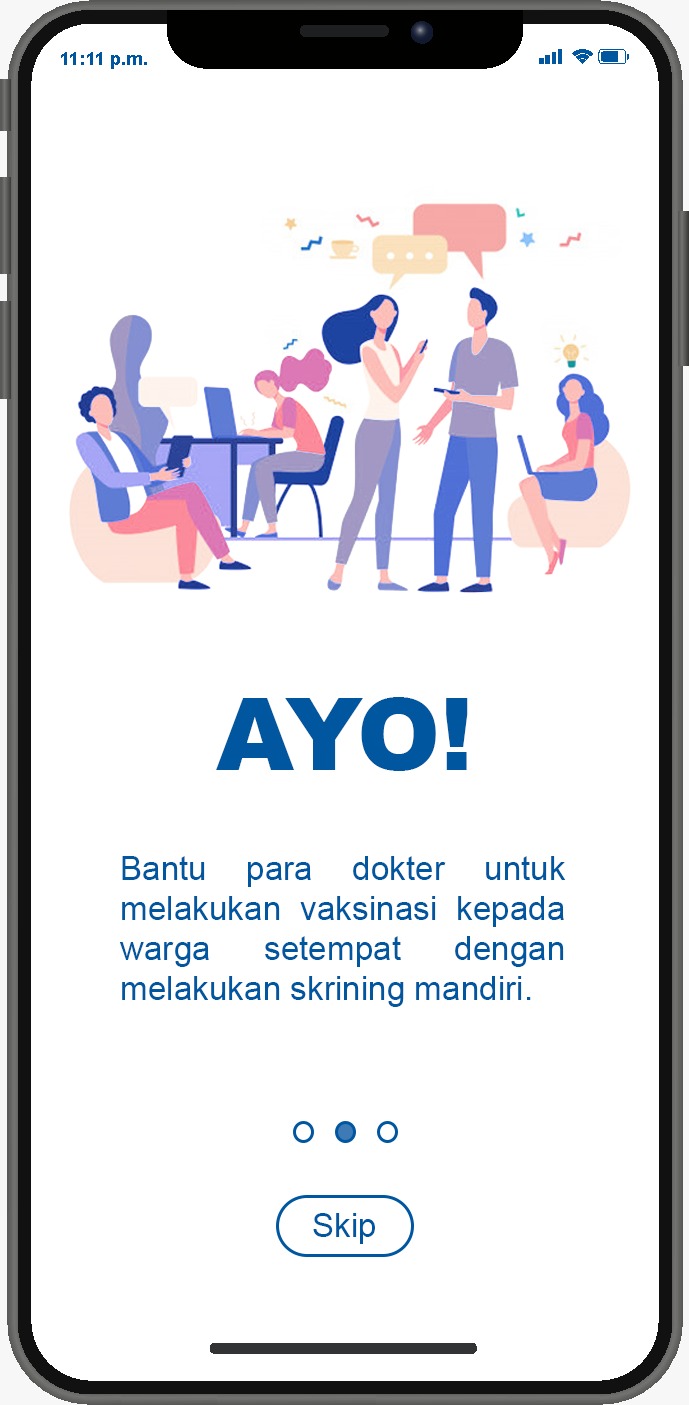 11:11 p.m.
AYO!
Bantu para dokter untuk
melakukan vaksinasi kepada
warga setempat dengan
melakukan skrining mandiri.
Skip